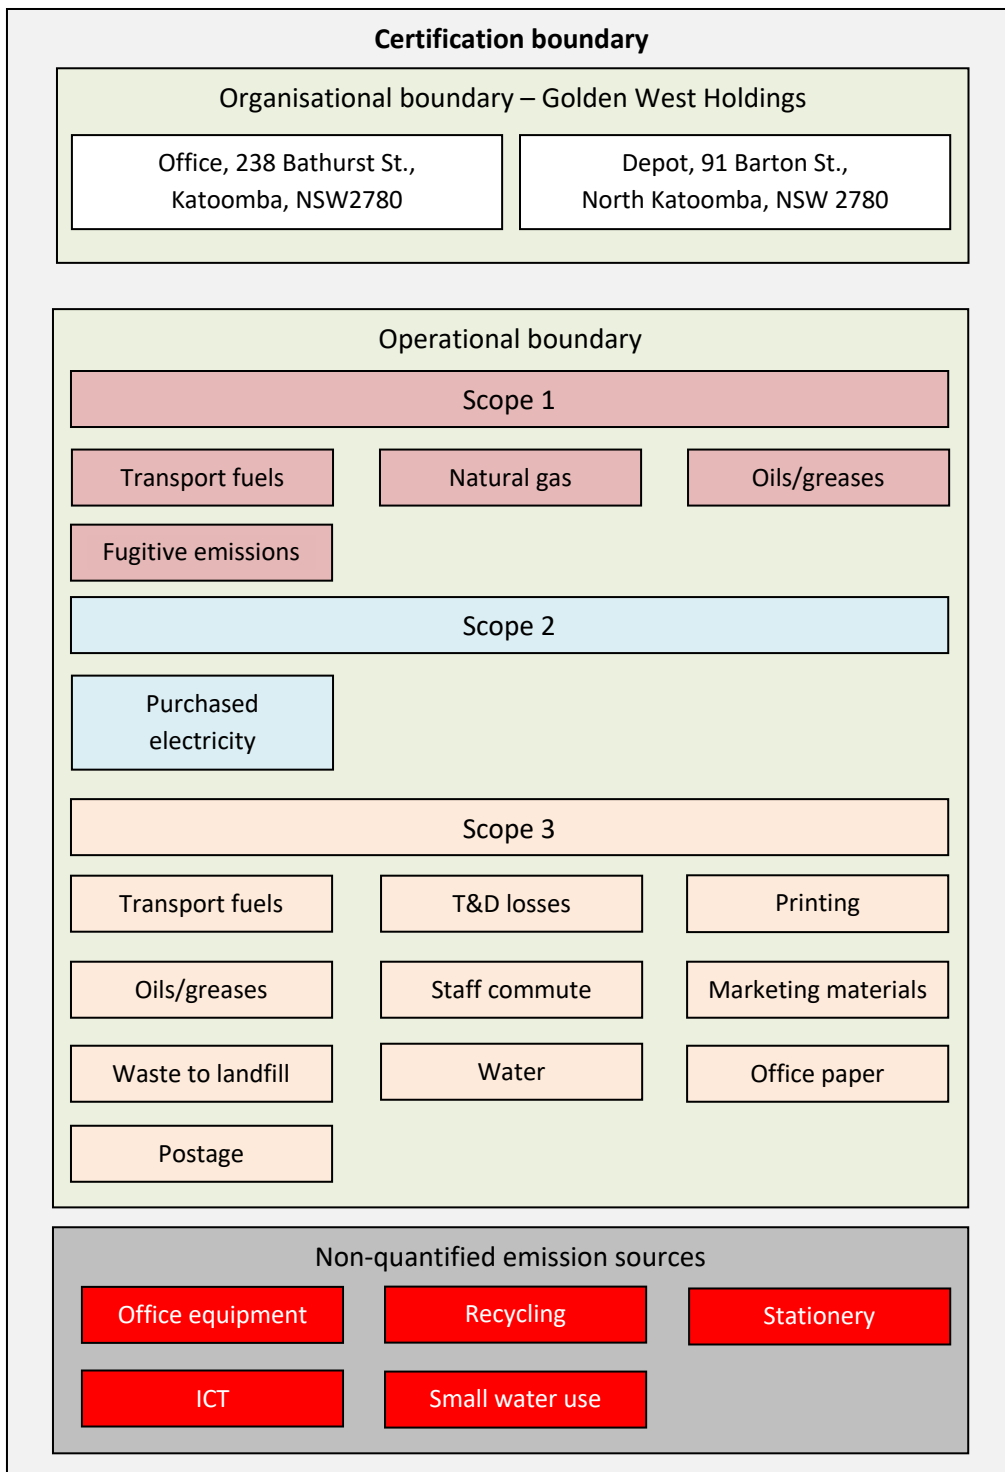 Certification boundary
Organisational boundary – Golden West Holdings
Office, 238 Bathurst St.,
Katoomba, NSW2780
Depot, 91 Barton St.,
North Katoomba, NSW 2780
Operational boundary
Scope 1
Transport fuels
Natural gas
Oils/greases
Fugitive emissions
Scope 2
Purchased
electricity
Scope 3
Transport fuels
T&D losses
Printing
Oils/greases
Staff commute
Marketing materials
Waste to landfill
Water
Office paper
Postage
Non-quantified emission sources
Office equipment
Recycling
Stationery
ICT
Small water use